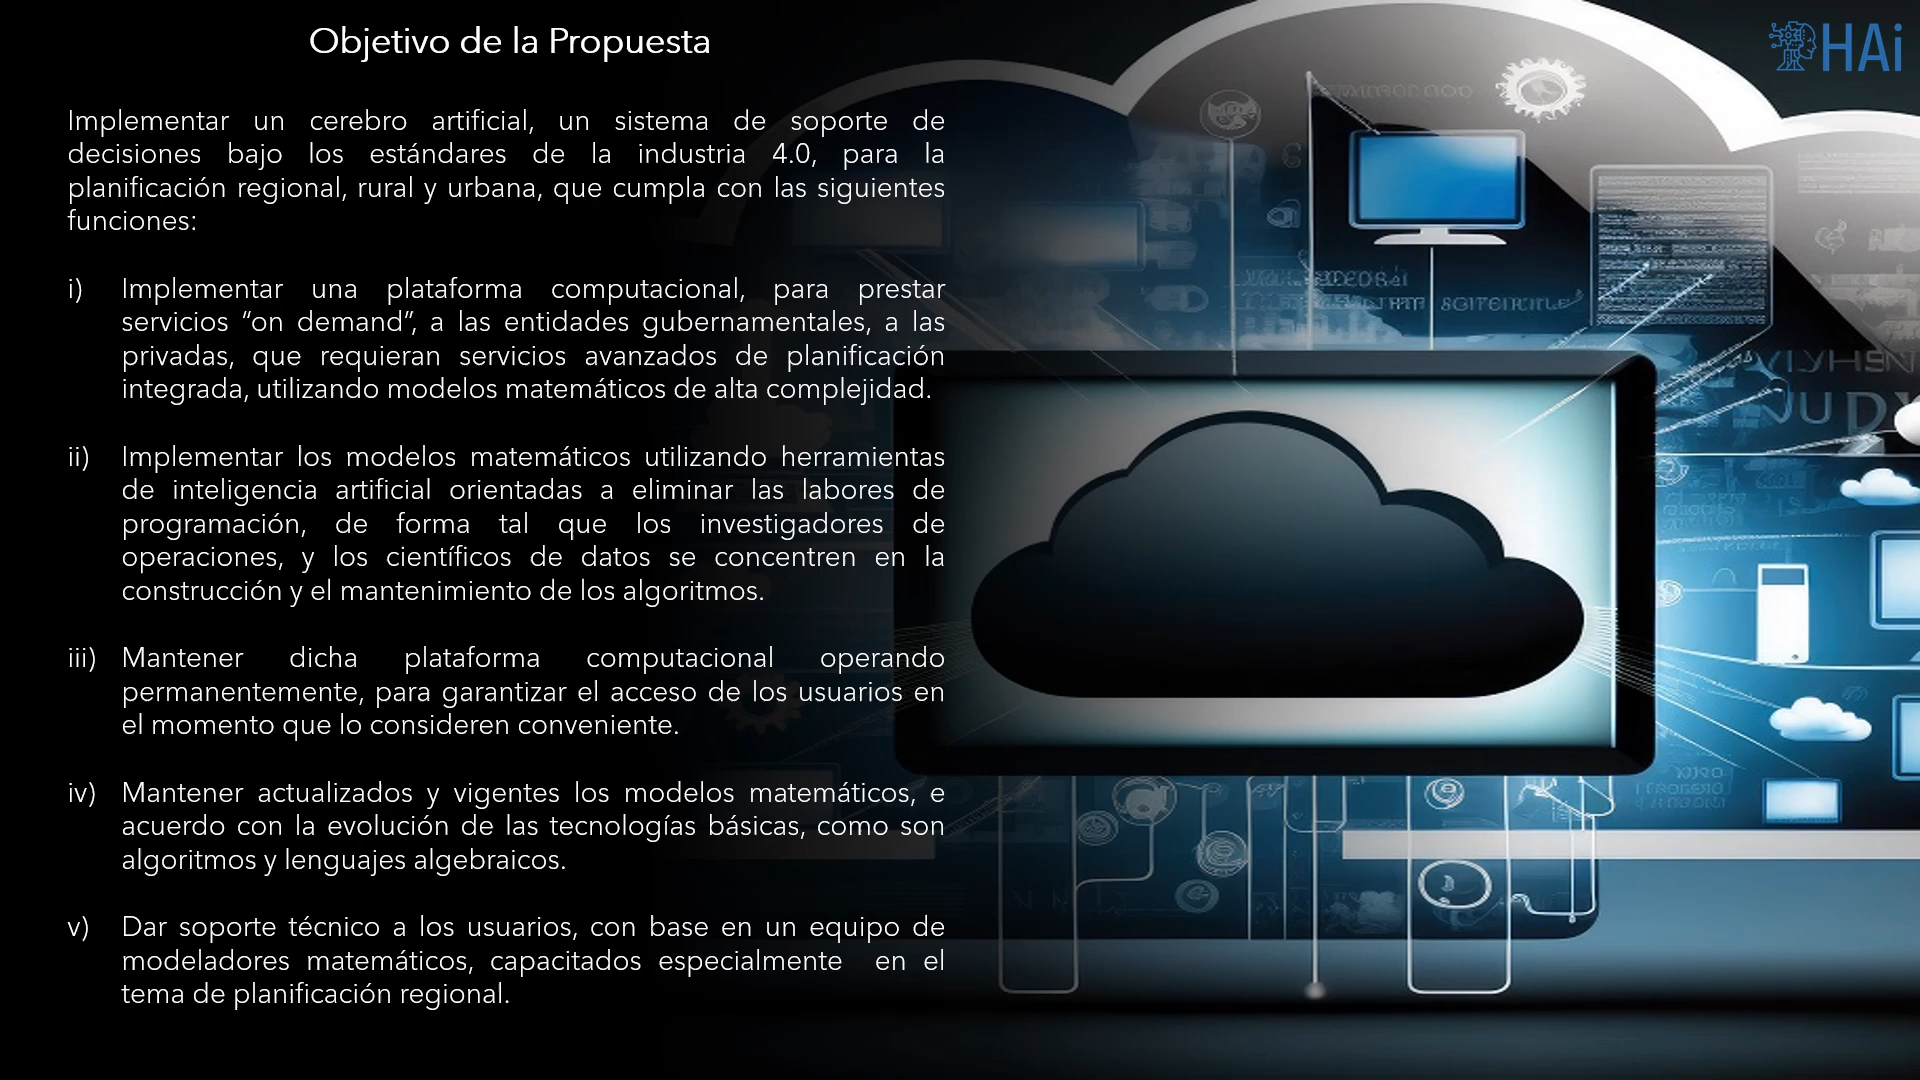 Objetivo de la Propuesta
HAi
Implementar un cerebro artificial, un sistema de soporte de
decisiones bajo los estándares de la industria 4.0, para la
planificación regional, rural y urbana, que cumpla con las siguientes
funciones:
i) Implementar una plataforma computacional, para prestar
servicios “on demand”, a las entidades gubernamentales, a las
privadas, que requieran servicios avanzados de planificación
integrada, utilizando modelos matemáticos de alta complejidad.
ii) Implementar los modelos matemáticos utilizando herramientas
de inteligencia artificial orientadas a eliminar las labores de
programación, de forma tal que los investigadores de
operaciones, y los científicos de datos se concentren en la
construcción y el mantenimiento de los algoritmos.
iii) Mantener dicha plataforma computacional operando
permanentemente, para garantizar el acceso de los usuarios en
el momento que lo consideren conveniente.
iv) Mantener actualizados y vigentes los modelos matemáticos, e
acuerdo con la evolución de las tecnologías básicas, como son
algoritmos y lenguajes algebraicos.
v) Dar soporte técnico a los usuarios, con base en un equipo de
modeladores matemáticos, capacitados especialmente en el
tema de planificación regional.